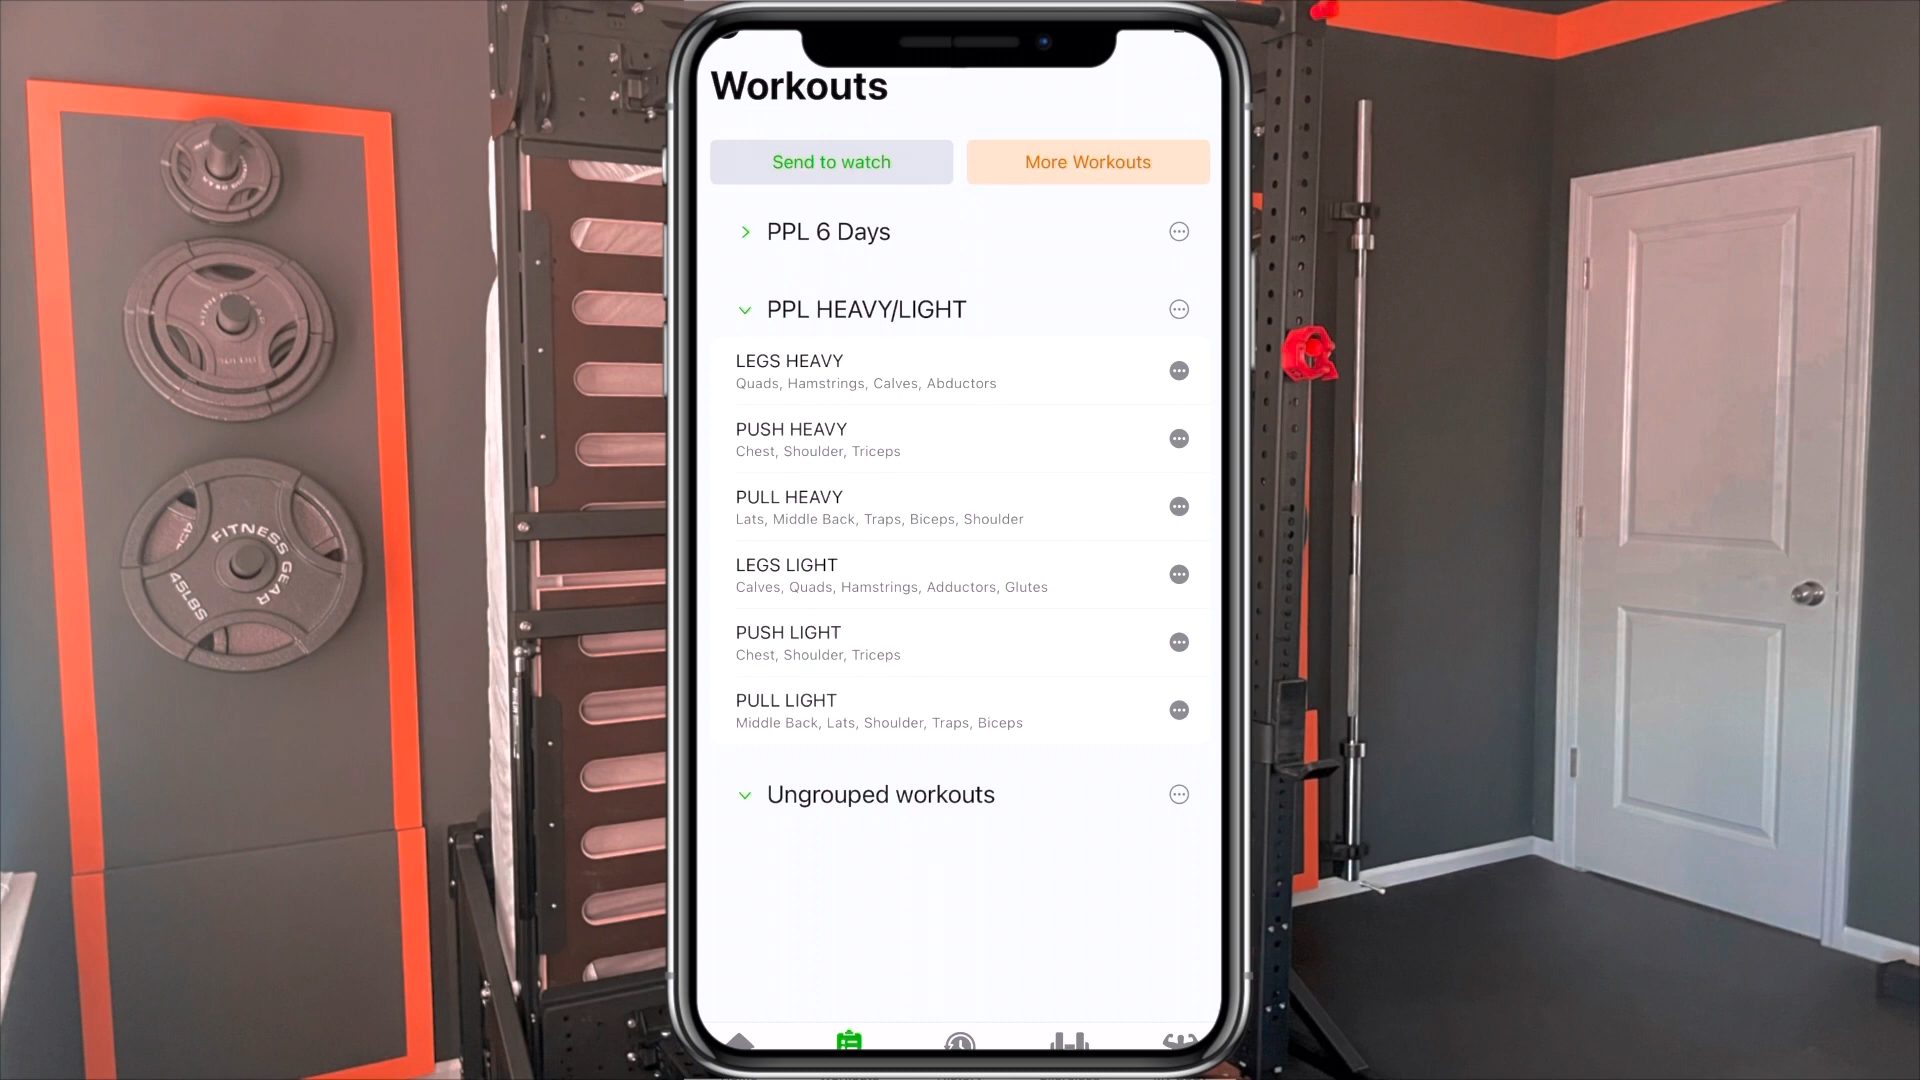 Workouts
Send to watch
More Workouts
PPL 6 Days
PPL HEAVY/LIGHT
LEGS HEAVY
Quads, Hamstrings, Calves, Abductors
PUSH HEAVY
Chest, Shoulder, Triceps
PULL HEAVY
Lats, Middle Back, Traps, Biceps, Shoulder
LEGS LIGHT
Calves, Quads, Hamstrings, Adductors, Glutes
PUSH LIGHT
Chest, Shoulder, Triceps
PULL LIGHT
Middle Back, Lats, Shoulder, Traps, Biceps
Ungrouped workouts
FITNESS GEAR
45LBS